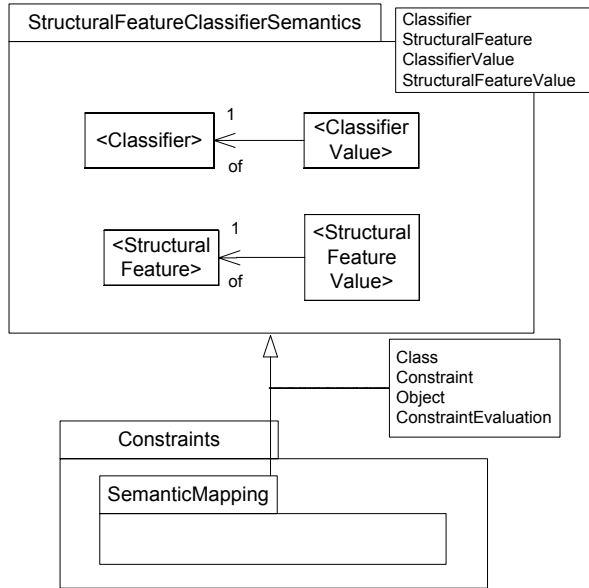 StructuralFeatureClassifierSemantics
Classifier
StructuralFeature
ClassifierValue
StructuralFeatureValue
<Classifier>
1
of
<Classifier
Value>
<Structural
Feature>
1
of
<Structural
Feature
Value>
Class
Constraint
Object
ConstraintEvaluation
Constraints
SemanticMapping